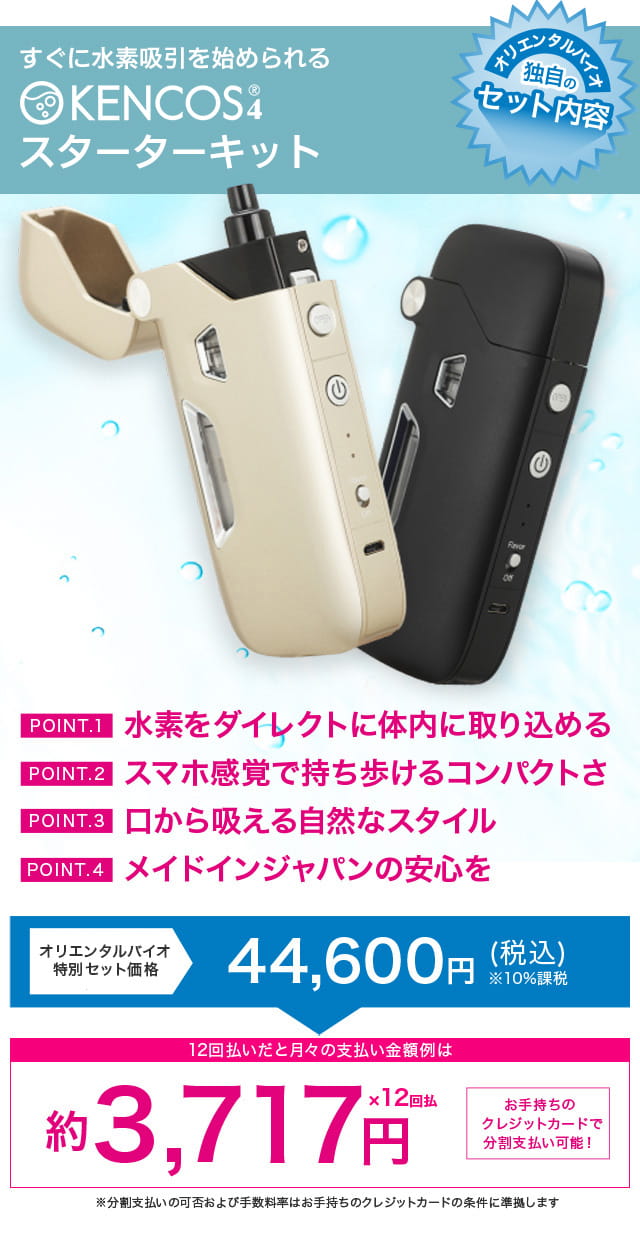 すぐに水素吸引を始められる
KENCOS®4
スターターキット
オリエンタルバイオ
独自の
セット内容
OPEN
OPEN
Flavor
Off
POINT.1 水素をダイレクトに体内に取り込める
POINT.2 スマホ感覚で持ち歩けるコンパクトさ
POINT.3 口から吸える自然なスタイル
POINT.4 メイドインジャパンの安心を
オリエンタルバイオ
特別セット価格
44,600円 (税込)
※10%課税
12回払いだと月々の支払い金額例は
約3,717円 ×12回払
お手持ちの
クレジットカードで
分割支払い可能！
※分割支払いの可否および手数料率はお手持ちのクレジットカードの条件に準拠します